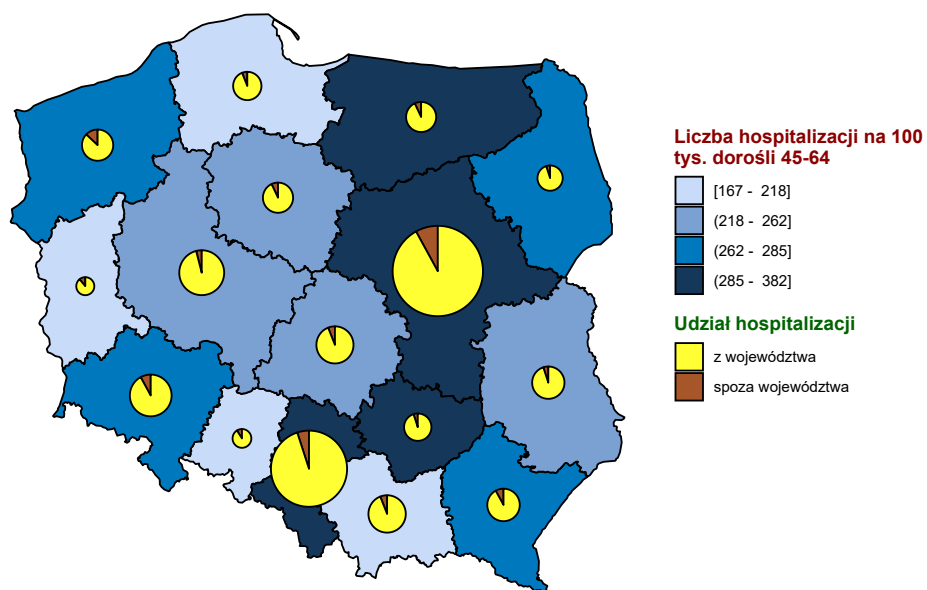 Liczba hospitalizacji na 100
tys. dorośli 45-64
[167 - 218]
(218 - 262]
(262 - 285]
(285 - 382]
Udział hospitalizacji
z województwa
spoza województwa